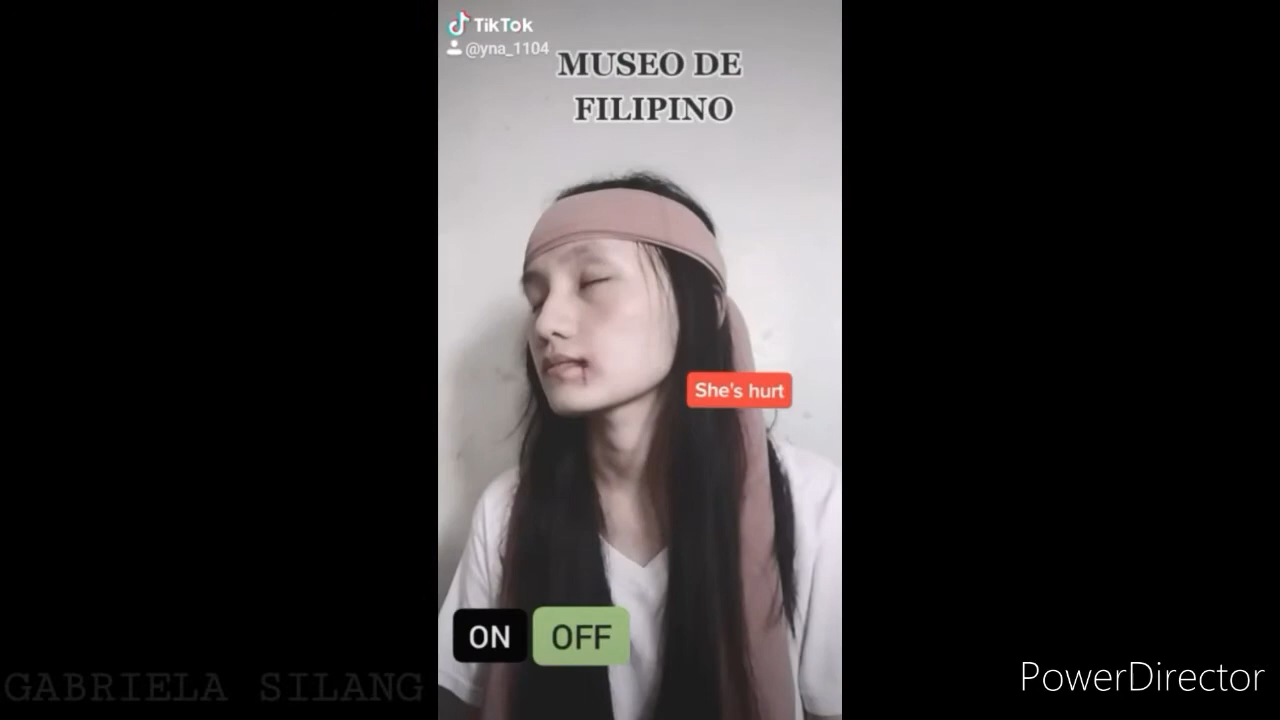 TikTok
@yna_1104
MUSEO DE
FILIPINO
She's hurt
ON OFF
GABRIELA SILANG
PowerDirector